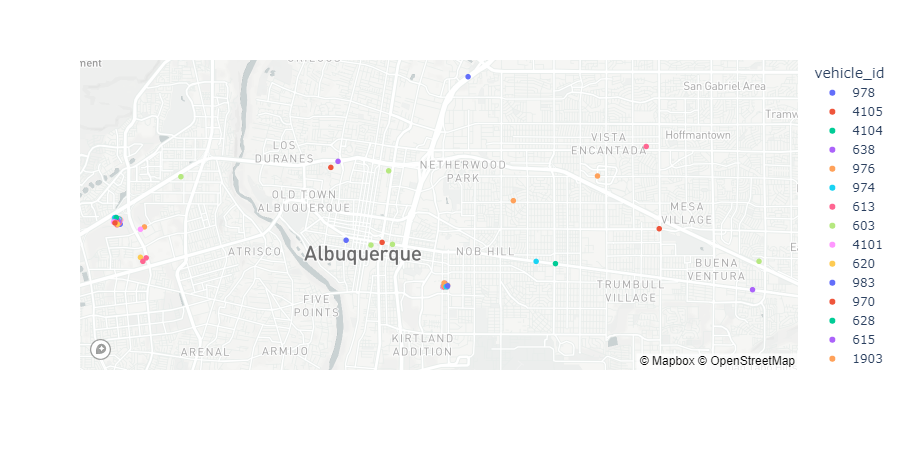 ment
San Gabriel Area
Tramw
VISTA
ENCANTADA
Hoffmantown
LOS
DURANES
NETHERWOOD
PARK
OLD TOWN
ALBUQUERQUE
MESA
VILLAGE
ATRISCO
Albuquerque
NOB HILL
E
BUENA
VENTURA
TRUMBULL
VILLAGE
FIVE
POINTS
KIRTLAND
ADDITION
ARENAL
ARMIJO
© Mapbox © OpenStreetMap
vehicle_id
978
4105
4104
638
976
974
613
603
4101
620
983
970
628
615
1903